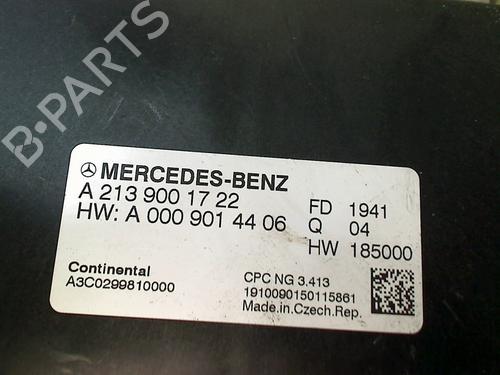 B-PARTS
MERCEDES-BENZ
A 213 900 17 22
HW: A 000 901 44 06
FD 1941
Q 04
HW 185000
Continental
A3C0299810000
CPC NG 3.413
1910090150115861
Made.in.Czech.Rep.